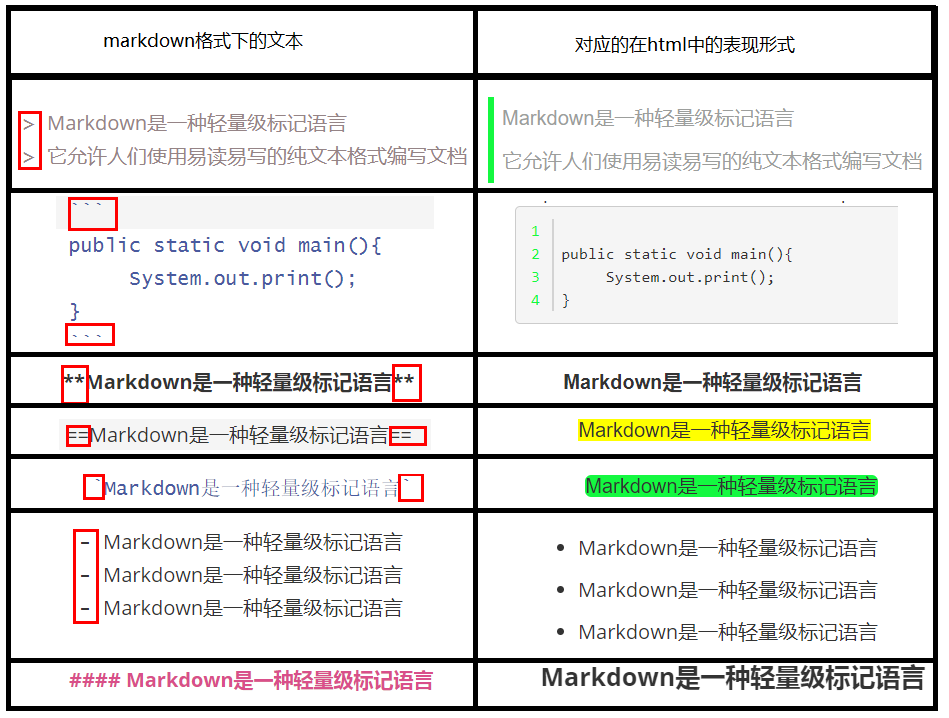 markdown格式下的文本
对应的在html中的表现形式
> Markdown是一种轻量级标记语言
> 它允许人们使用易读易写的纯文本格式编写文档
Markdown是一种轻量级标记语言
它允许人们使用易读易写的纯文本格式编写文档
```
public static void main(){
System.out.print();
}
```
1
2 public static void main(){
3 System.out.print();
4 }
**Markdown是一种轻量级标记语言**
Markdown是一种轻量级标记语言
==Markdown是一种轻量级标记语言==
Markdown是一种轻量级标记语言
`Markdown是一种轻量级标记语言`
Markdown是一种轻量级标记语言
- Markdown是一种轻量级标记语言
- Markdown是一种轻量级标记语言
- Markdown是一种轻量级标记语言
• Markdown是一种轻量级标记语言
• Markdown是一种轻量级标记语言
• Markdown是一种轻量级标记语言
#### Markdown是一种轻量级标记语言
Markdown是一种轻量级标记语言